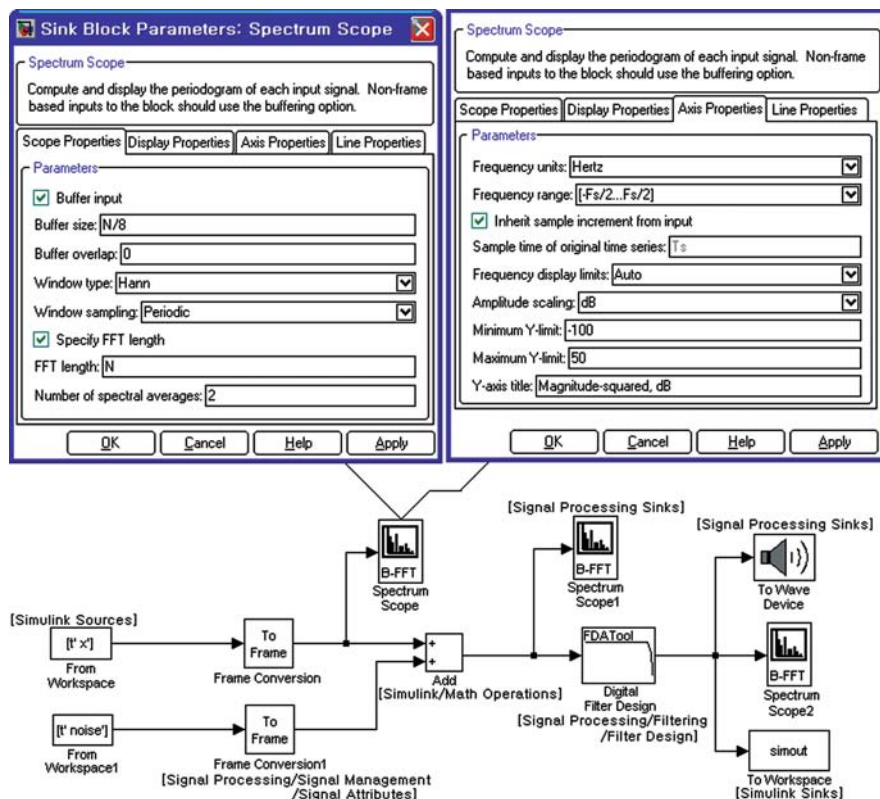 Sink Block Parameters: Spectrum Scope
Spectrum Scope
Compute and display the periodogram of each input signal. Non-frame
based inputs to the block should use the buffering option.
Scope Properties Display Properties Axis Properties Line Properties
Parameters
Buffer input
Buffer size: N/8
Buffer overlap: 0
Window type: Hann
Window sampling: Periodic
Specify FFT length
FFT length: N
Number of spectral averages: 2
OK Cancel Help Apply
Spectrum Scope
Compute and display the periodogram of each input signal. Non-frame
based inputs to the block should use the buffering option.
Scope Properties Display Properties Axis Properties Line Properties
Parameters
Frequency units: Hertz
Frequency range: [-Fs/2...Fs/2]
Inherit sample increment from input
Sample time of original time series: Ts
Frequency display limits: Auto
Amplitude scaling: dB
Minimum Y-limit: -100
Maximum Y-limit: 50
Y-axis title: Magnitude-squared, dB
OK Cancel Help Apply
B-FFT
Spectrum
Scope
[Signal Processing Sinks]
B-FFT
Spectrum
Scope1
[Signal Processing Sinks]
To Wave
Device
[Simulink Sources]
[t' x']
From
Workspace
To
Frame
Frame Conversion
+
+
Add
[Simulink/Math Operations]
FDATool
Digital
Filter Design
[Signal Processing/Filtering
/Filter Design]
B-FFT
Spectrum
Scope2
[t' noise']
From
Workspace1
To
Frame
Frame Conversion1
[Signal Processing/Signal Management
/Signal Attributes]
simout
To Workspace
[Simulink Sinks]